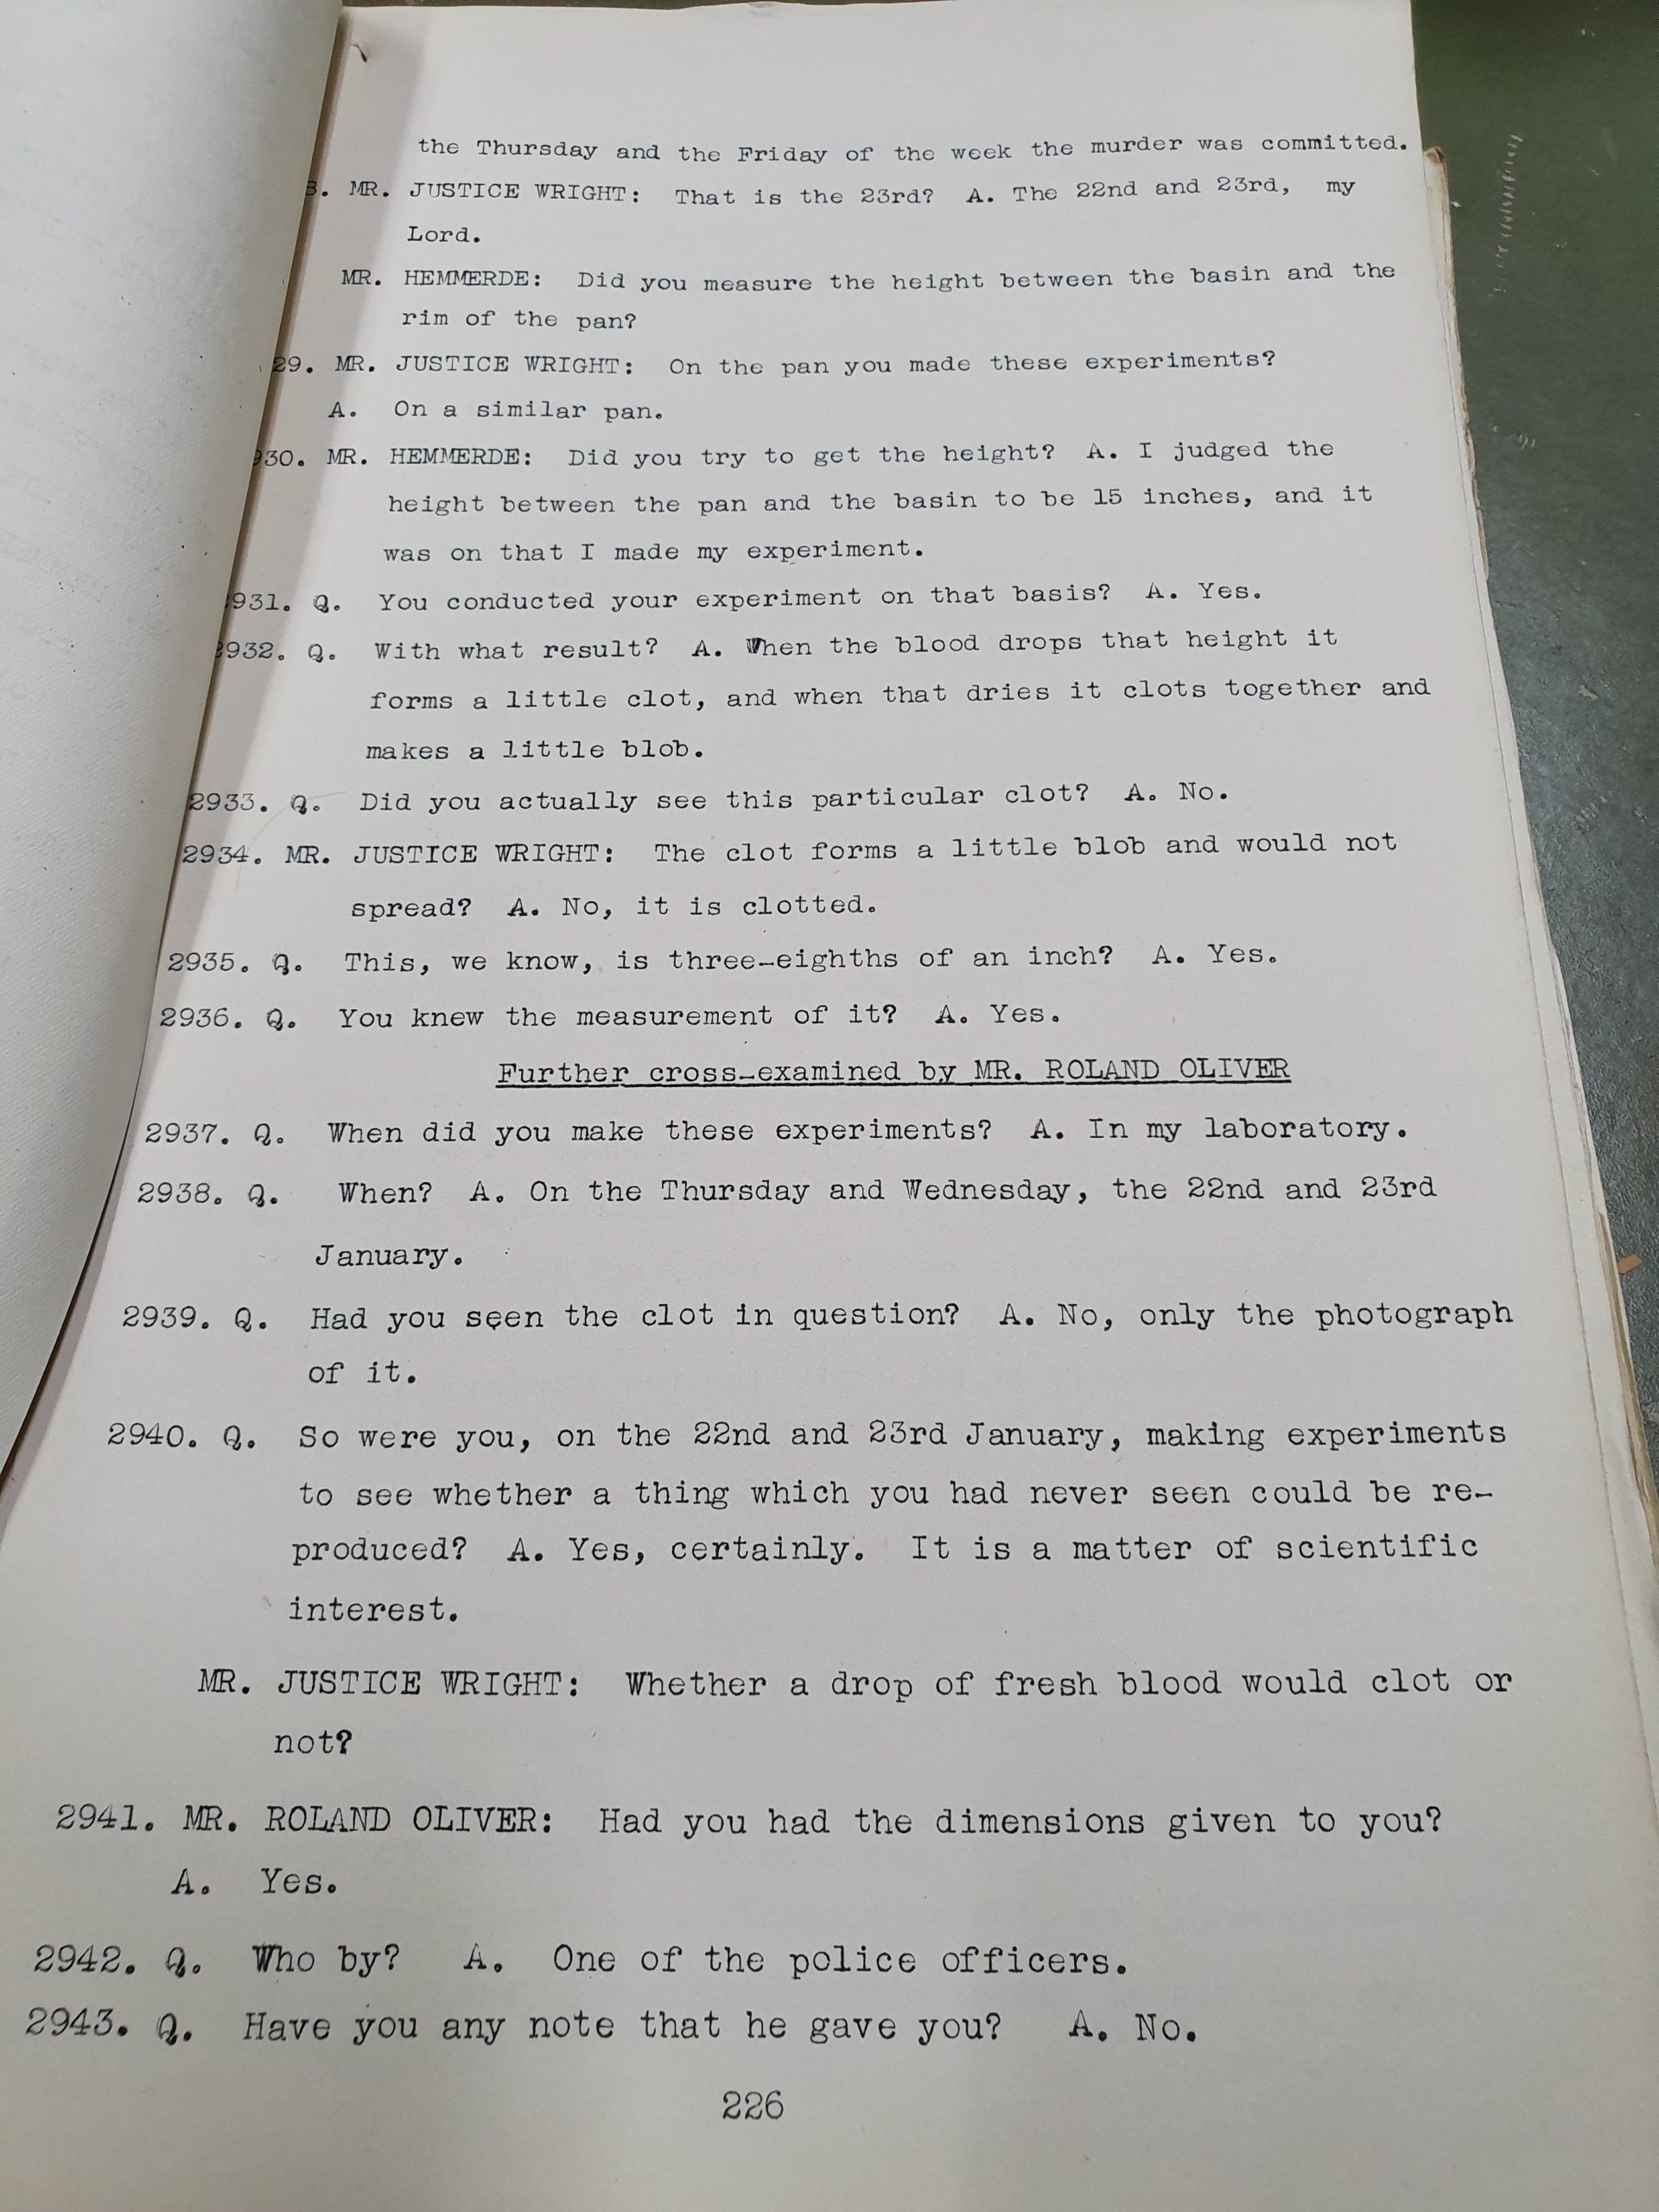 the Thursday and the Friday of the week the murder was committed.
8. MR. JUSTICE WRIGHT: That is the 23rd? A. The 22nd and 23rd, my
Lord.
MR. HEMMERDE: Did you measure the height between the basin and the
rim of the pan?
29. MR. JUSTICE WRIGHT: On the pan you made these experiments?
A. On a similar pan.
930. MR. HEMMERDE: Did you try to get the height? A. I judged the
height between the pan and the basin to be 15 inches, and it
was on that I made my experiment.
931. Q. You conducted your experiment on that basis? A. Yes.
2932. Q. With what result? A. When the blood drops that height it
forms a little clot, and when that dries it clots together and
makes a little blob.
2933. Q. Did you actually see this particular clot? A. No.
2934. MR. JUSTICE WRIGHT: The clot forms a little blob and would not
spread? A. No, it is clotted.
2935. Q. This, we know, is three-eighths of an inch? A. Yes.
2936. Q. You knew the measurement of it? A. Yes.
Further cross-examined by MR. ROLAND OLIVER
2937. Q. When did you make these experiments? A. In my laboratory.
2938. Q. When? A. On the Thursday and Wednesday, the 22nd and 23rd
January.
2939. Q. Had you seen the clot in question? A. No, only the photograph
of it.
2940. Q. So were you, on the 22nd and 23rd January, making experiments
to see whether a thing which you had never seen could be re-
produced? A. Yes, certainly. It is a matter of scientific
interest.
MR. JUSTICE WRIGHT: Whether a drop of fresh blood would clot or
not?
2941. MR. ROLAND OLIVER: Had you had the dimensions given to you?
A. Yes.
2942. Q. Who by? A. One of the police officers.
2943. Q. Have you any note that he gave you? A. No.
226